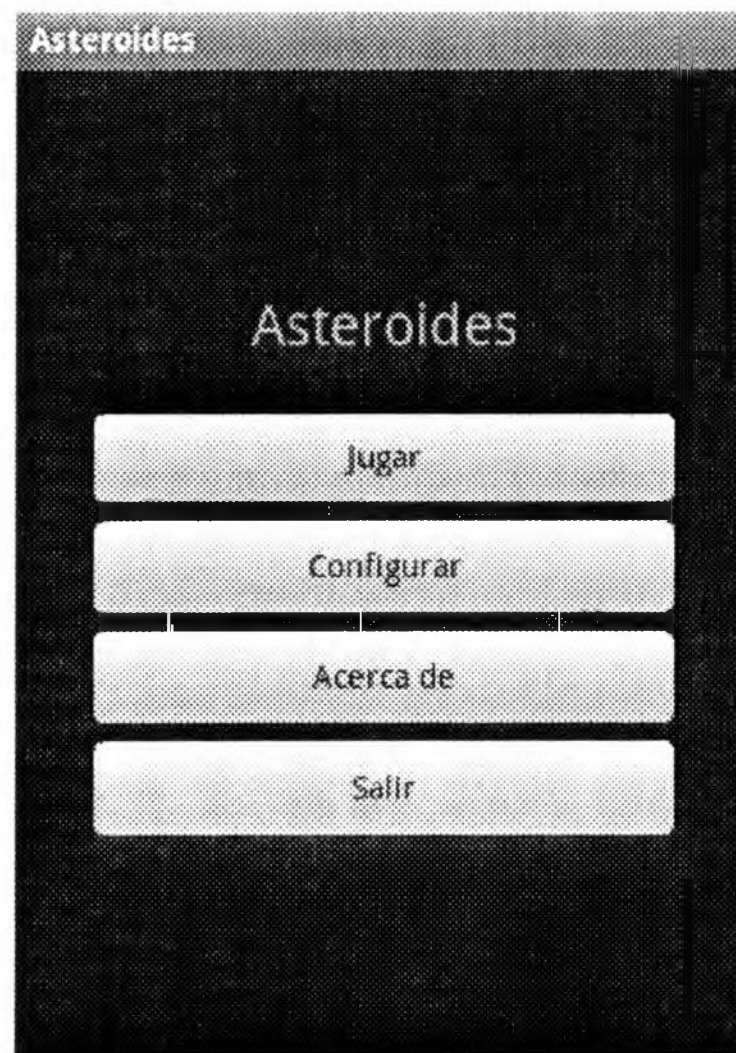 Asteroides
Asteroides
Jugar
Configurar
Acerca de
Salir